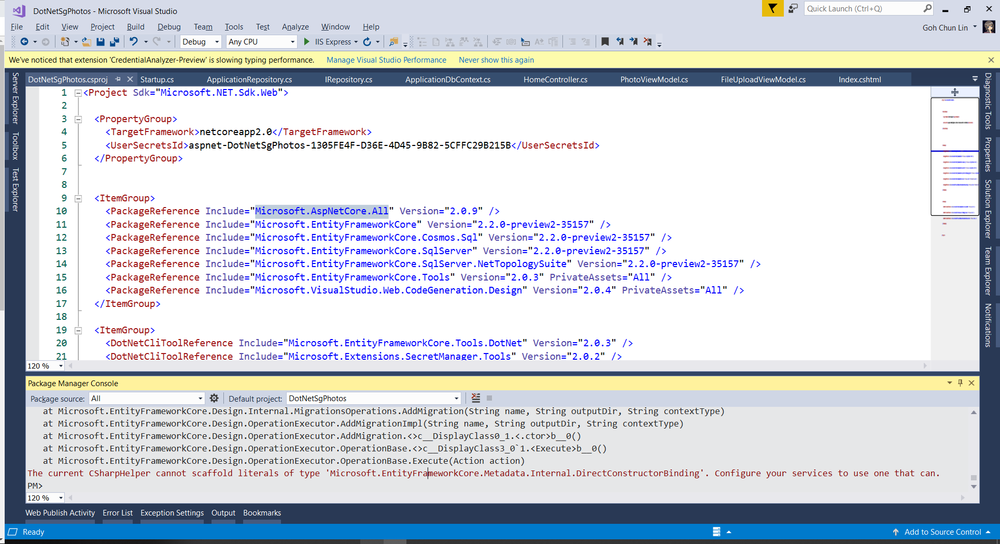 DotNetSgPhotos - Microsoft Visual Studio
Quick Launch (Ctrl+Q)
File Edit View Project Build Debug Team Tools Test Analyze Window Help
Goh Chun Lin
Debug Any CPU IIS Express
We've noticed that extension 'CredentialAnalyzer-Preview' is slowing typing performance. Manage Visual Studio Performance Never show this again
DotNetSgPhotos.csproj Startup.cs ApplicationRepository.cs IRepository.cs ApplicationDbContext.cs HomeController.cs PhotoViewModel.cs FileUploadViewModel.cs Index.cshtml
Server Explorer
Toolbox
Test Explorer
1 <Project Sdk="Microsoft.NET.Sdk.Web">
2
3 <PropertyGroup>
4 <TargetFramework>netcoreapp2.0</TargetFramework>
5 <UserSecretsId>aspnet-DotNetSgPhotos-1305FE4F-D36E-4D45-9B82-5CFFC29B215B</UserSecretsId>
6 </PropertyGroup>
7
8
9 <ItemGroup>
10 <PackageReference Include="Microsoft.AspNetCore.All" Version="2.0.9" />
11 <PackageReference Include="Microsoft.EntityFrameworkCore" Version="2.2.0-preview2-35157" />
12 <PackageReference Include="Microsoft.EntityFrameworkCore.Cosmos.Sql" Version="2.2.0-preview2-35157" />
13 <PackageReference Include="Microsoft.EntityFrameworkCore.SqlServer" Version="2.2.0-preview2-35157" />
14 <PackageReference Include="Microsoft.EntityFrameworkCore.SqlServer.NetTopologySuite" Version="2.2.0-preview2-35157" />
15 <PackageReference Include="Microsoft.EntityFrameworkCore.Tools" Version="2.0.3" PrivateAssets="All" />
16 <PackageReference Include="Microsoft.VisualStudio.Web.CodeGeneration.Design" Version="2.0.4" PrivateAssets="All" />
17 </ItemGroup>
18
19 <ItemGroup>
20 <DotNetCliToolReference Include="Microsoft.EntityFrameworkCore.Tools.DotNet" Version="2.0.3" />
21 <DotNetCliToolReference Include="Microsoft.Extensions.SecretManager.Tools" Version="2.0.2" />
120 %
Diagnostic Tools
Properties
Solution Explorer
Team Explorer
Notifications
Package Manager Console
Package source: All Default project: DotNetSgPhotos
at Microsoft.EntityFrameworkCore.Design.Internal.MigrationsOperations.AddMigration(String name, String outputDir, String contextType)
at Microsoft.EntityFrameworkCore.Design.OperationExecutor.AddMigrationImpl(String name, String outputDir, String contextType)
at Microsoft.EntityFrameworkCore.Design.OperationExecutor.AddMigration.<>c__DisplayClass0_1.<.ctor>b__0()
at Microsoft.EntityFrameworkCore.Design.OperationExecutor.OperationBase.<>c__DisplayClass3_0`1.<Execute>b__0()
at Microsoft.EntityFrameworkCore.Design.OperationExecutor.OperationBase.Execute(Action action)
The current CSharpHelper cannot scaffold literals of type 'Microsoft.EntityFrameworkCore.Metadata.Internal.DirectConstructorBinding'. Configure your services to use one that can.
PM>
120 %
Web Publish Activity Error List Exception Settings Output Bookmarks
Ready
Add to Source Control